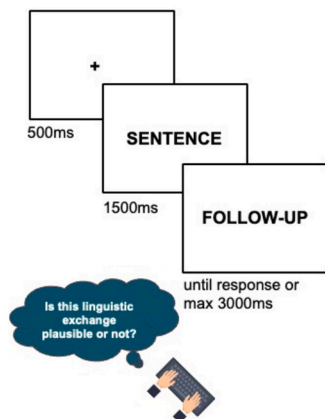 +
500ms
SENTENCE
1500ms
FOLLOW-UP
until response or
max 3000ms
Is this linguistic
exchange
plausible or not?